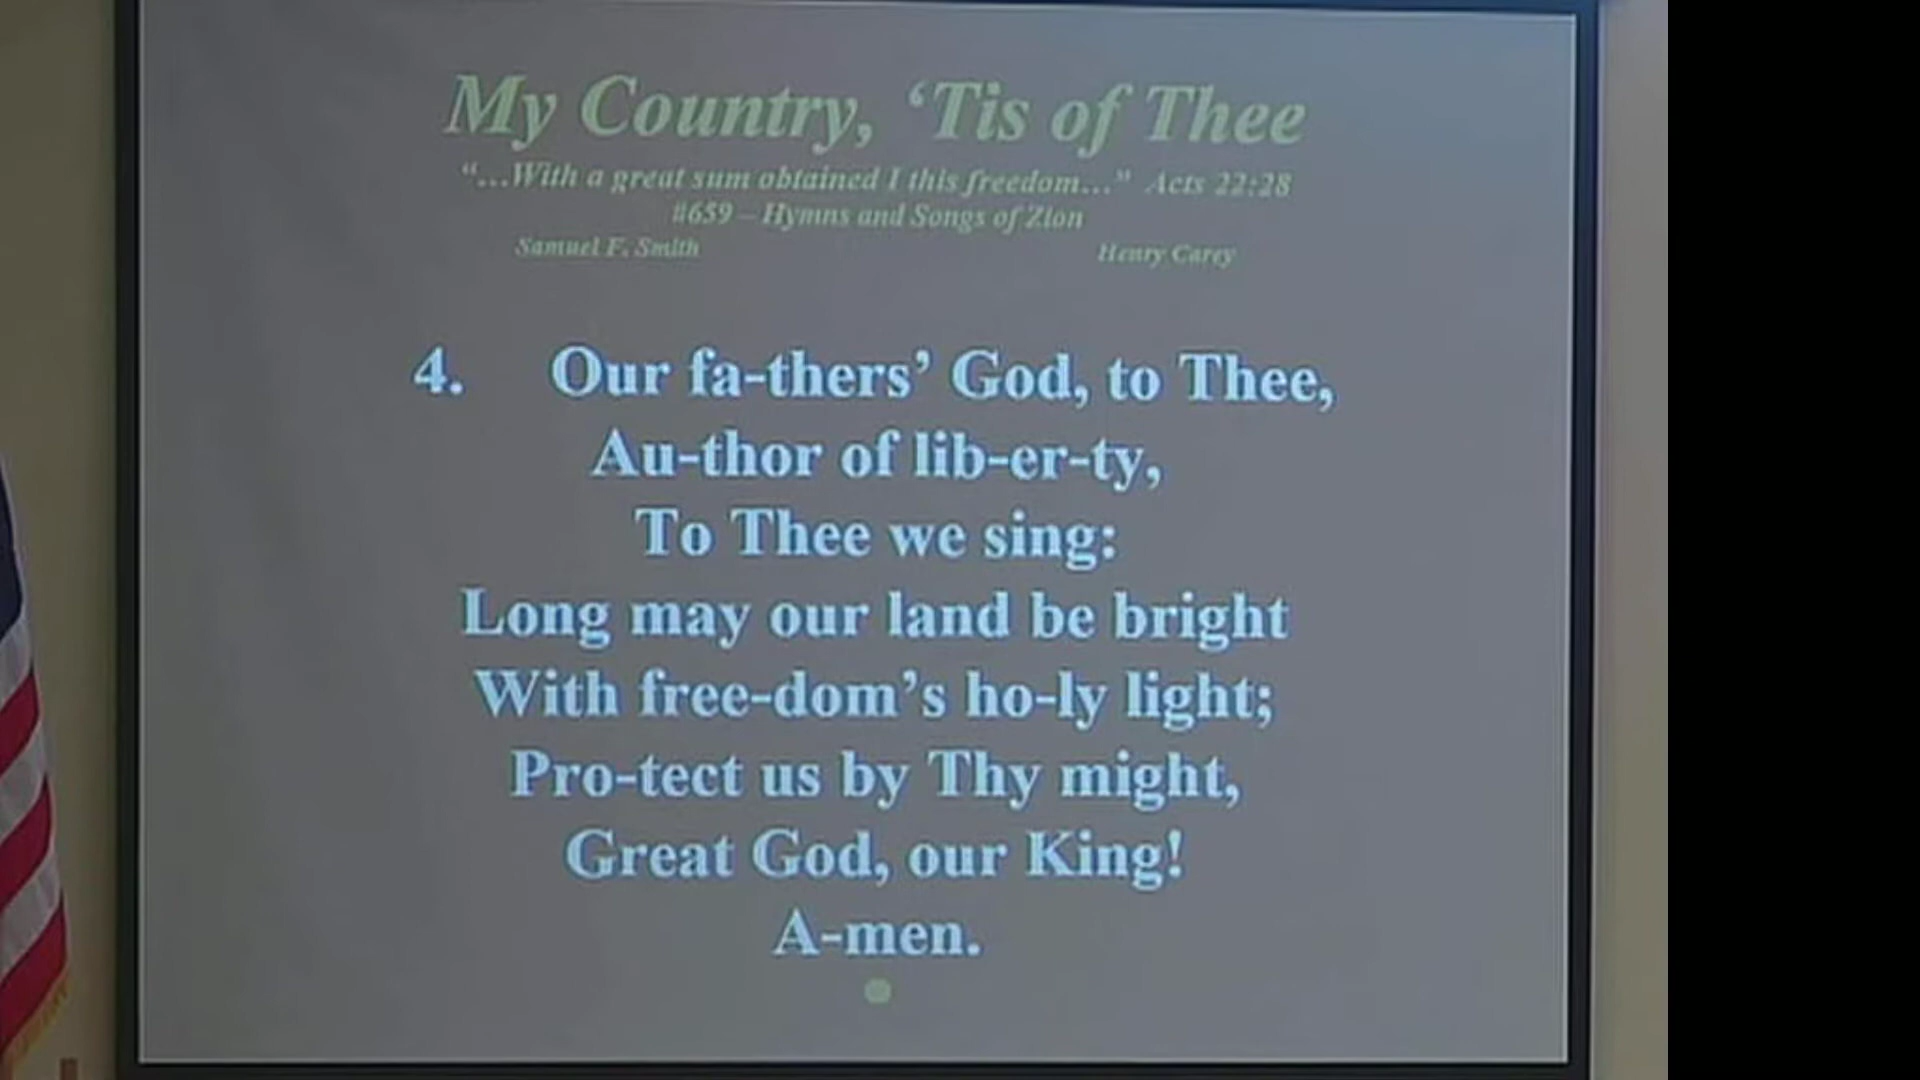 My Country, ‘Tis of Thee
“...With a great sum obtained I this freedom...” Acts 22:28
#659 – Hymns and Songs of Zion
Samuel F. Smith Henry Carey
4. Our fa-thers’ God, to Thee,
Au-thor of lib-er-ty,
To Thee we sing:
Long may our land be bright
With free-dom’s ho-ly light;
Pro-tect us by Thy might,
Great God, our King!
A-men.